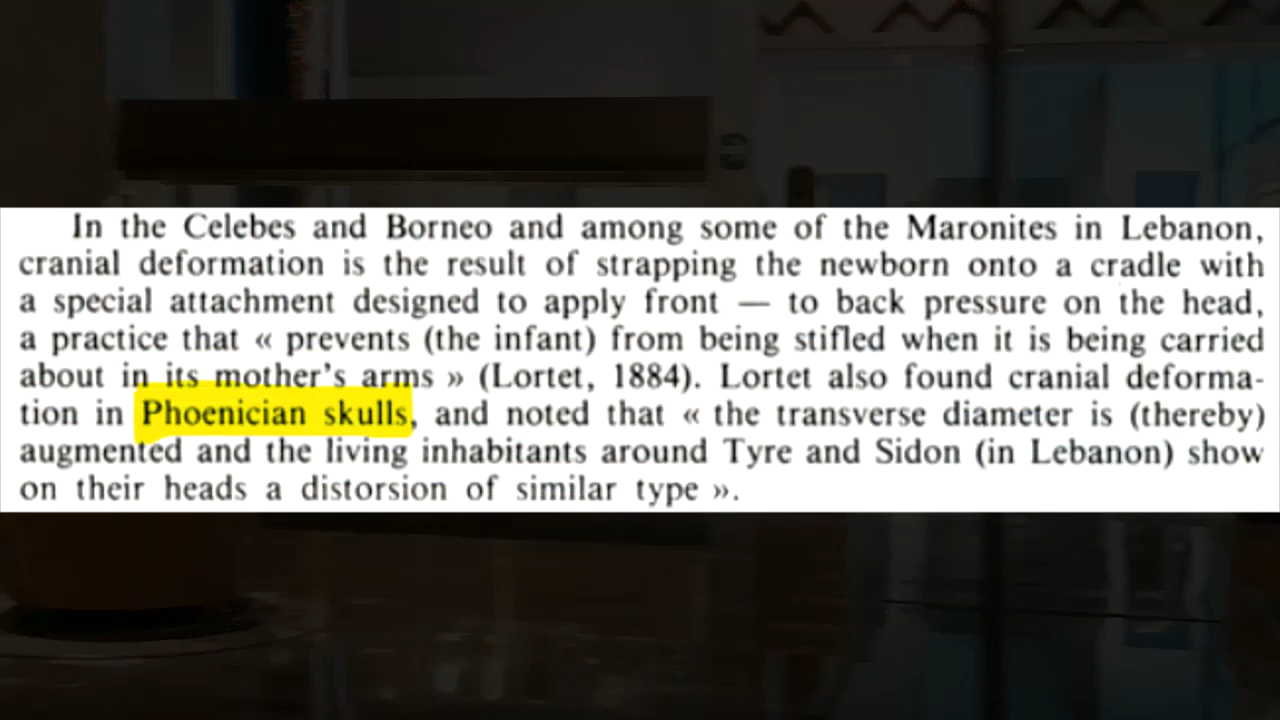 In the Celebes and Borneo and among some of the Maronites in Lebanon,
cranial deformation is the result of strapping the newborn onto a cradle with
a special attachment designed to apply front — to back pressure on the head,
a practice that « prevents (the infant) from being stifled when it is being carried
about in its mother's arms » (Lortet, 1884). Lortet also found cranial deforma-
tion in Phoenician skulls, and noted that « the transverse diameter is (thereby)
augmented and the living inhabitants around Tyre and Sidon (in Lebanon) show
on their heads a distorsion of similar type ».